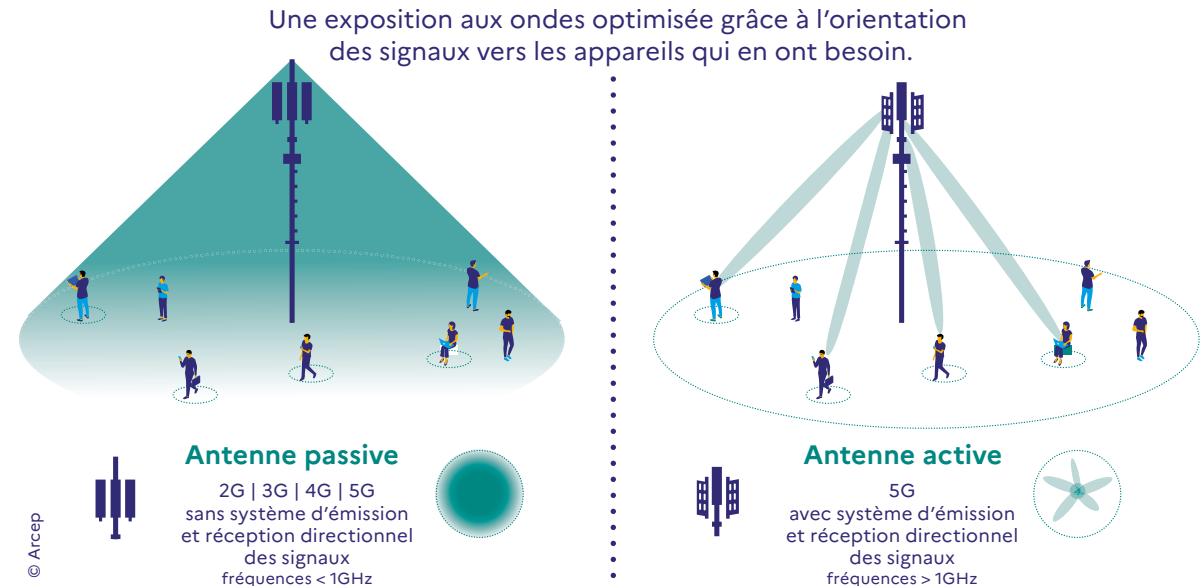 Une exposition aux ondes optimisée grâce à l'orientation
des signaux vers les appareils qui en ont besoin.
Antenne passive
2G | 3G | 4G | 5G
sans système d'émission
et réception directionnel
des signaux
fréquences < 1GHz
Antenne active
5G
avec système d'émission
et réception directionnel
des signaux
fréquences > 1GHz
© Arcep